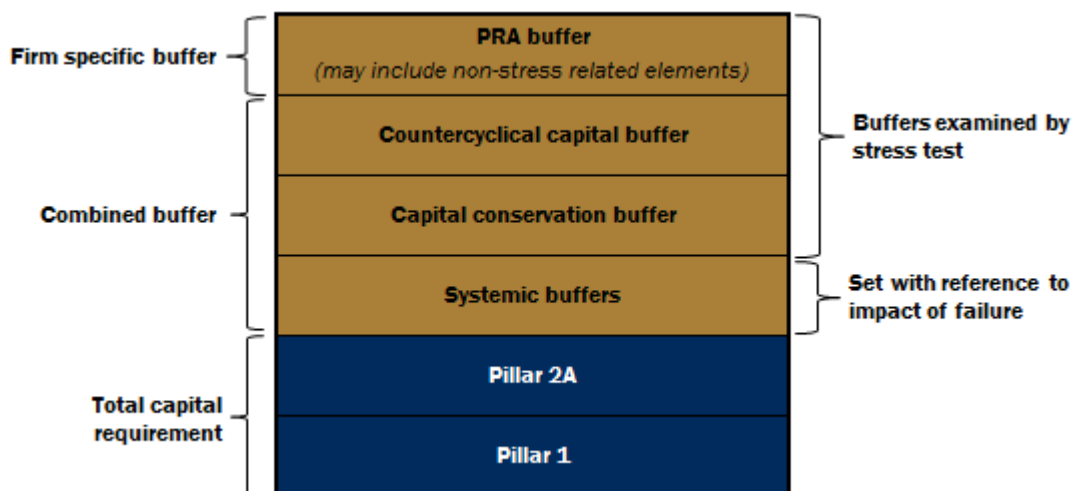 PRA buffer
(may include non-stress related elements)
Firm specific buffer
Countercyclical capital buffer
Buffers examined by
stress test
Capital conservation buffer
Combined buffer
Systemic buffers
Set with reference to
impact of failure
Pillar 2A
Total capital
requirement
Pillar 1